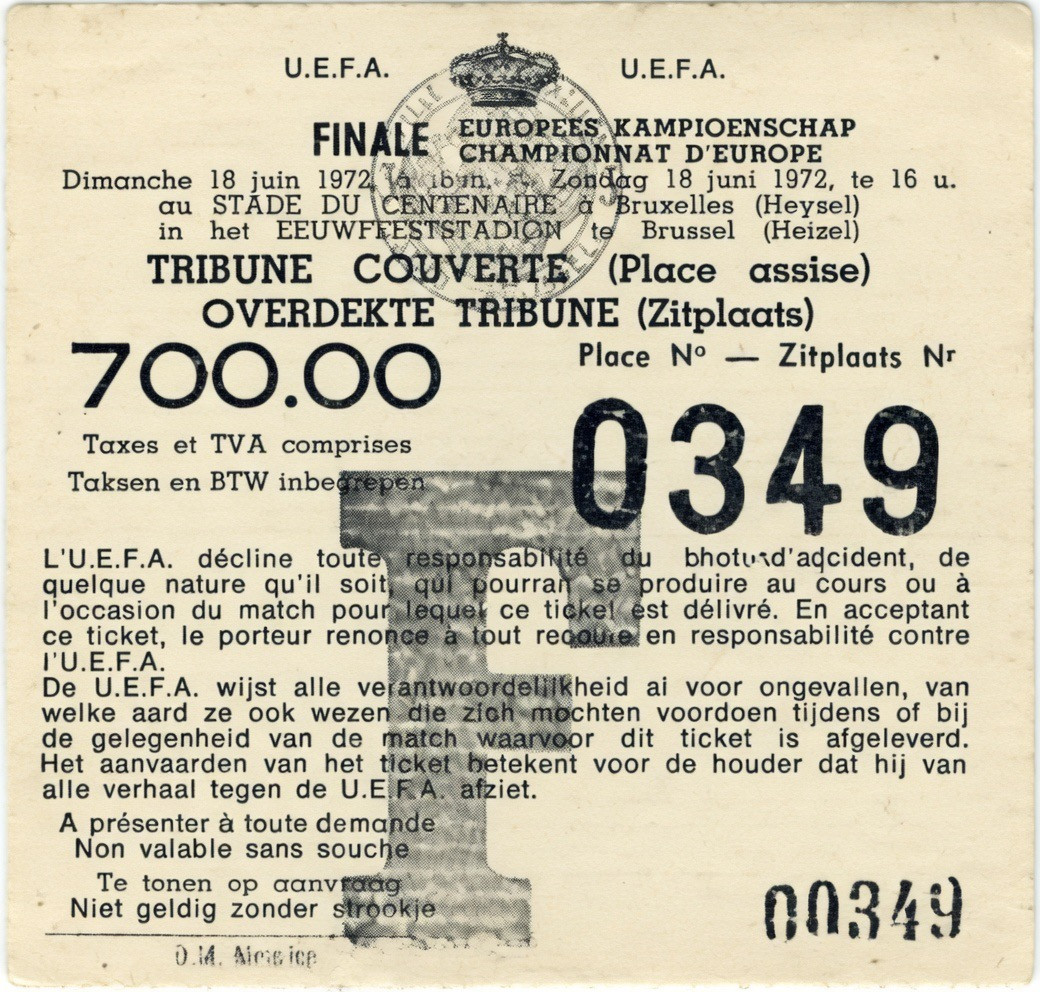 U.E.F.A. U.E.F.A.
FINALE EUROPEES KAMPIOENSCHAP
CHAMPIONNAT D'EUROPE
Dimanche 18 juin 1972, à Zondag 18 juni 1972, te 16 u.
au STADE DU CENTENAIRE à Bruxelles (Heysel)
in het EEUWFEESTSTADION te Brussel (Heizel)
TRIBUNE COUVERTE (Place assise)
OVERDEKTE TRIBUNE (Zitplaats)
700.00
Place Nº — Zitplaats Nr
0349
Taxes et TVA comprises
Taksen en BTW inbegrepen
F
L'U.E.F.A. décline toute responsabilité du d'accident, de
quelque nature qu'il soit, qui pourran se produire au cours ou à
l'occasion du match pour lequel ce ticket est délivré. En acceptant
ce ticket, le porteur renonce à tout en responsabilité contre
l'U.E.F.A.
De U.E.F.A. wijst alle verantwoordelijkheid ai voor ongevallen, van
welke aard ze ook wezen die zich mochten voordoen tijdens of bij
de gelegenheid van de match waarvoor dit ticket is afgeleverd.
Het aanvaarden van het ticket betekent voor de houder dat hij van
alle verhaal tegen de U.E.F.A. afziet.
A présenter à toute demande
Non valable sans souche
Te tonen op aanvraag
Niet geldig zonder strookje
00349